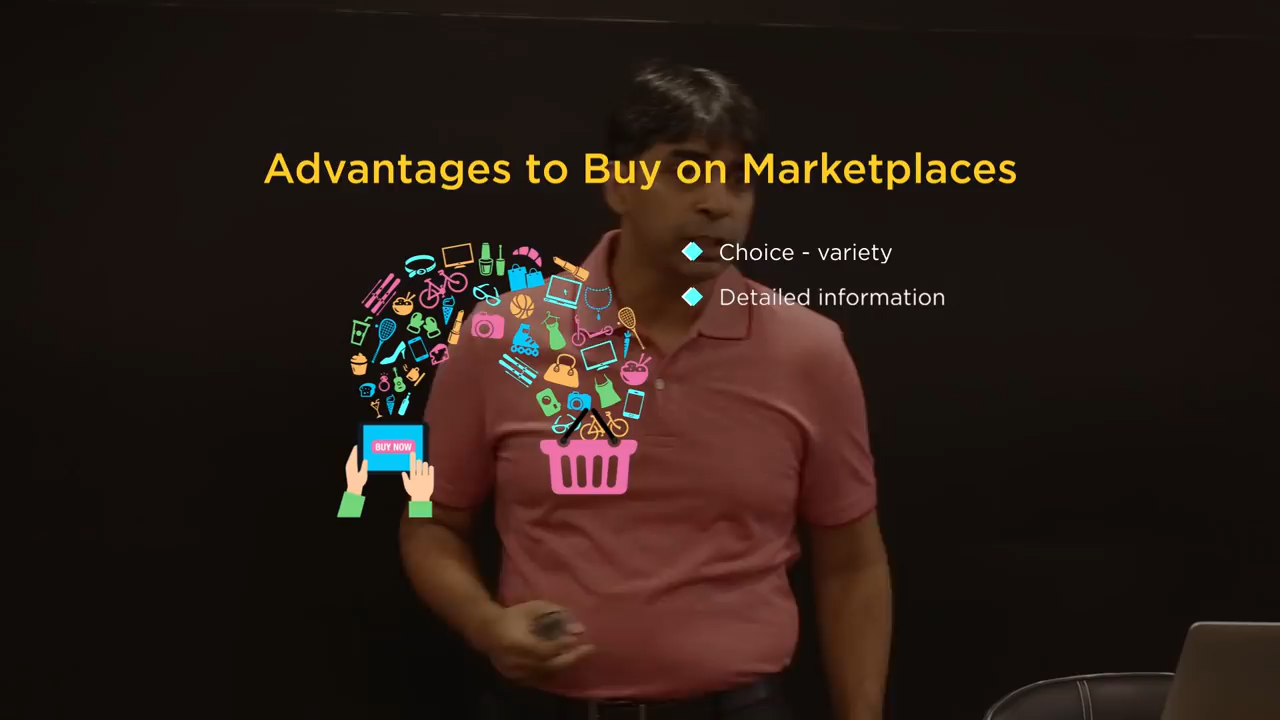 Advantages to Buy on Marketplaces
Choice - variety
Detailed information
BUY NOW